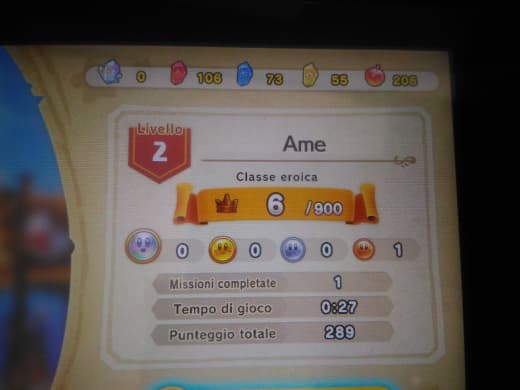 0 106 73 55 205
Livello
2
Ame
Classe eroica
6 /900
0 0 0 1
Missioni completate 1
Tempo di gioco 0:27
Punteggio totale 289